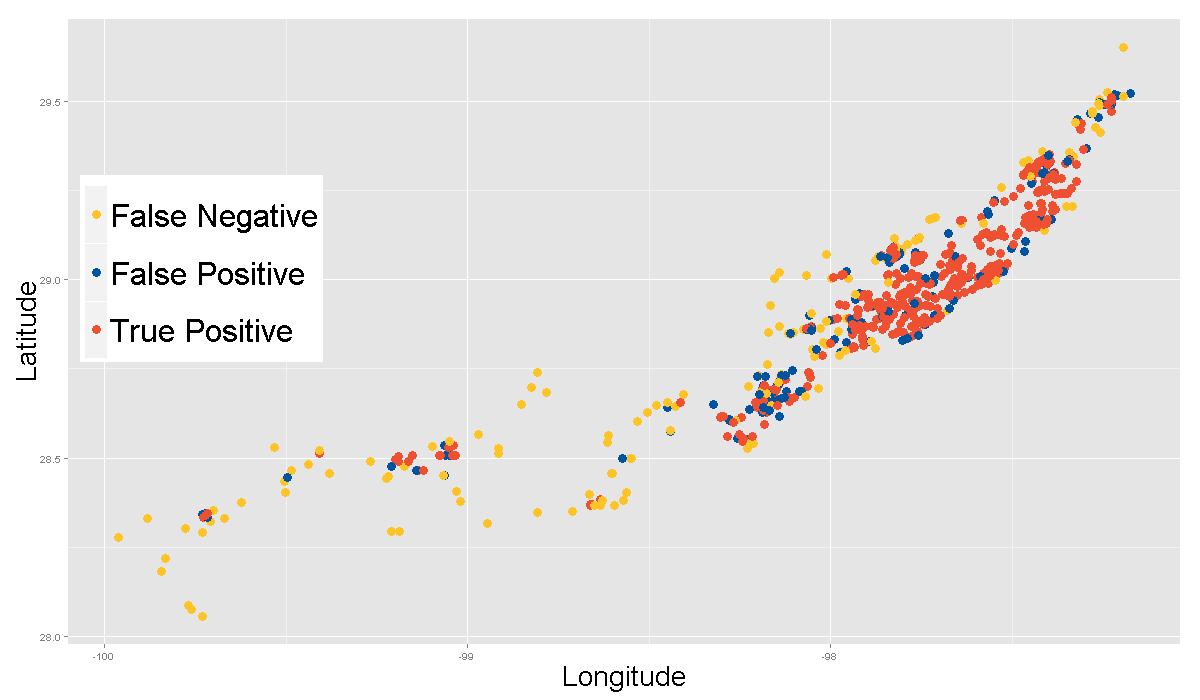 29.5
29.0
28.5
28.0
Latitude
False Negative
False Positive
True Positive
-100
-99
-98
Longitude